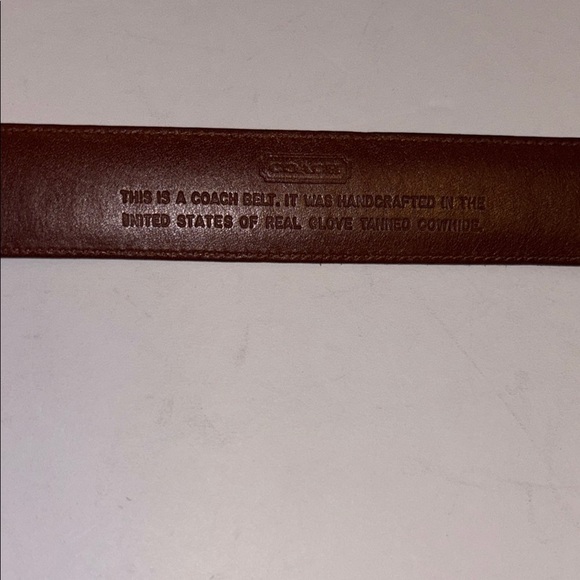 COACH
THIS IS A COACH BELT. IT WAS HANDCRAFTED IN THE
UNITED STATES OF REAL GLOVE TANNED COWHIDE.